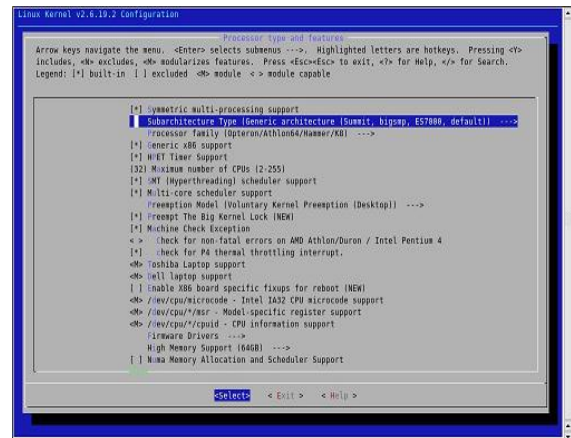 Linux Kernel v2.6.19.2 Configuration
Processor type and features
Arrow keys navigate the menu. <Enter> selects submenus --->. Highlighted letters are hotkeys. Pressing <Y>
includes, <N> excludes, <M> modularizes features. Press <Esc><Esc> to exit, <?> for Help, </> for Search.
Legend: [*] built-in [ ] excluded <M> module < > module capable
[*] Symmetric multi-processing support
Subarchitecture Type (Generic architecture (Summit, bigsmp, ES7000, default)) --->
Processor family (Opteron/Athlon64/Hammer/K8) --->
[*] Generic x86 support
[*] HPET Timer Support
(32) Maximum number of CPUs (2-255)
[*] SMT (Hyperthreading) scheduler support
[*] Multi-core scheduler support
Preemption Model (Voluntary Kernel Preemption (Desktop)) --->
[*] Preempt The Big Kernel Lock (NEW)
[*] Machine Check Exception
< > Check for non-fatal errors on AMD Athlon/Duron / Intel Pentium 4
[*] check for P4 thermal throttling interrupt.
<M> Toshiba Laptop support
<M> Dell laptop support
[ ] Enable X86 board specific fixups for reboot (NEW)
<M> /dev/cpu/microcode - Intel IA32 CPU microcode support
<M> /dev/cpu/*/msr - Model-specific register support
<M> /dev/cpu/*/cpuid - CPU information support
Firmware Drivers --->
High Memory Support (64GB) --->
[ ] Numa Memory Allocation and Scheduler Support
<Select> < Exit > < Help >